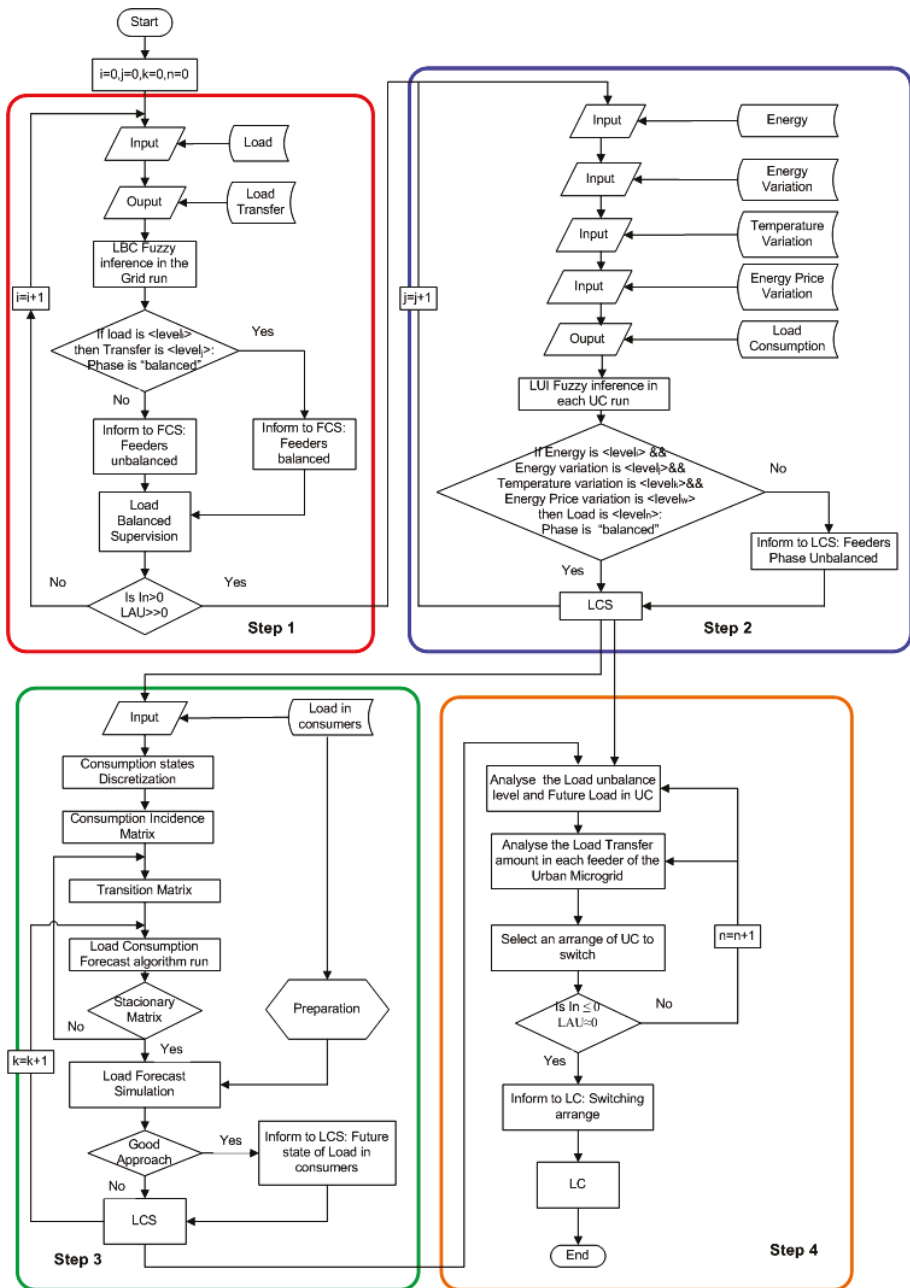 Start
i=0,j=0,k=0,n=0
Input
Load
Ouput
Load
Transfer
LBC Fuzzy
inference in the
Grid run
i=i+1
If load is <levelᵢ>
then Transfer is <levelⱼ>:
Phase is “balanced”
Yes
No
Inform to FCS:
Feeders
unbalanced
Inform to FCS:
Feeders
balanced
Load
Balanced
Supervision
No
Yes
Is In>0
LAU>>0
Step 1
Input
Energy
Input
Energy
Variation
Input
Temperature
Variation
Input
Energy Price
Variation
j=j+1
Ouput
Load
Consumption
LUI Fuzzy inference in
each UC run
If Energy is <levelᵢ> &&
Energy variation is <levelⱼ>&&
Temperature variation is <levelₖ>&&
Energy Price variation is <level_w>
then Load is <levelₙ>:
Phase is “balanced”
No
Inform to LCS: Feeders
Phase Unbalanced
Yes
LCS
Step 2
Input
Load in
consumers
Consumption states
Discretization
Consumption Incidence
Matrix
Transition Matrix
Load Consumption
Forecast algorithm run
Stacionary
Matrix
Preparation
No
Yes
k=k+1
Load Forecast
Simulation
Good
Approach
Yes
Inform to LCS: Future
state of Load in
consumers
No
LCS
Step 3
Analyse the Load unbalance
level and Future Load in UC
Analyse the Load Transfer
amount in each feeder of the
Urban Microgrid
n=n+1
Select an arrange of UC to
switch
Is In ≤ 0
LAU≈0
No
Yes
Inform to LC: Switching
arrange
LC
End
Step 4